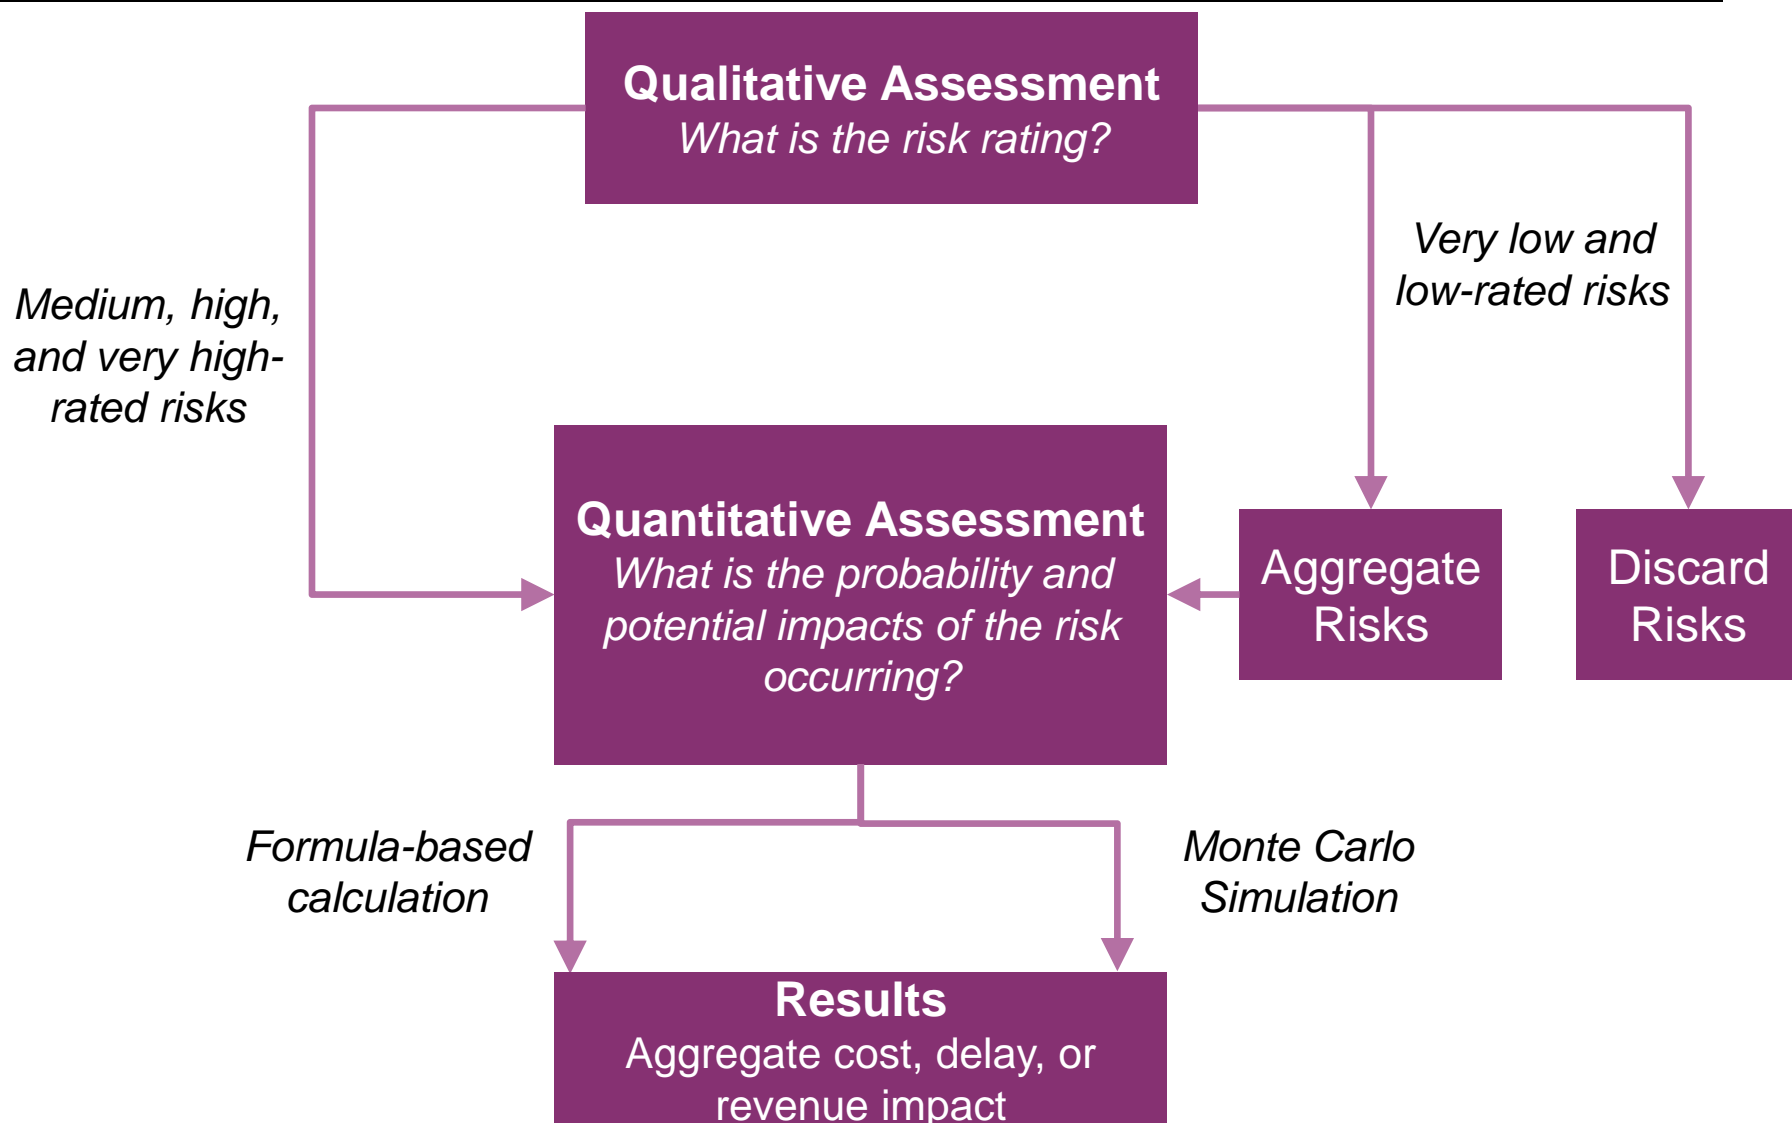 Qualitative Assessment
What is the risk rating?
Medium, high,
and very high-
rated risks
Very low and
low-rated risks
Quantitative Assessment
What is the probability and
potential impacts of the risk
occurring?
Aggregate
Risks
Discard
Risks
Formula-based
calculation
Monte Carlo
Simulation
Results
Aggregate cost, delay, or
revenue impact